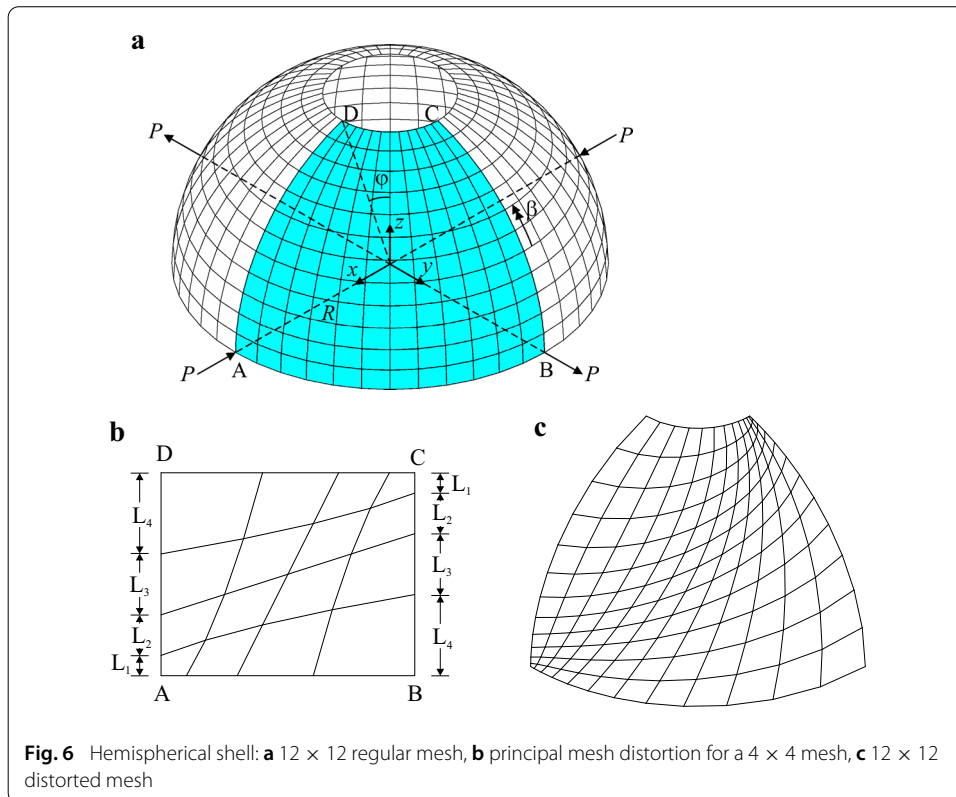 a
D C
P P
φ
β
z
x y
R
P A B P
b
D C
L₁
L₄ L₂
L₃ L₃
L₂ L₄
L₁
A B
c
Fig. 6 Hemispherical shell: a 12 × 12 regular mesh, b principal mesh distortion for a 4 × 4 mesh, c 12 × 12
distorted mesh